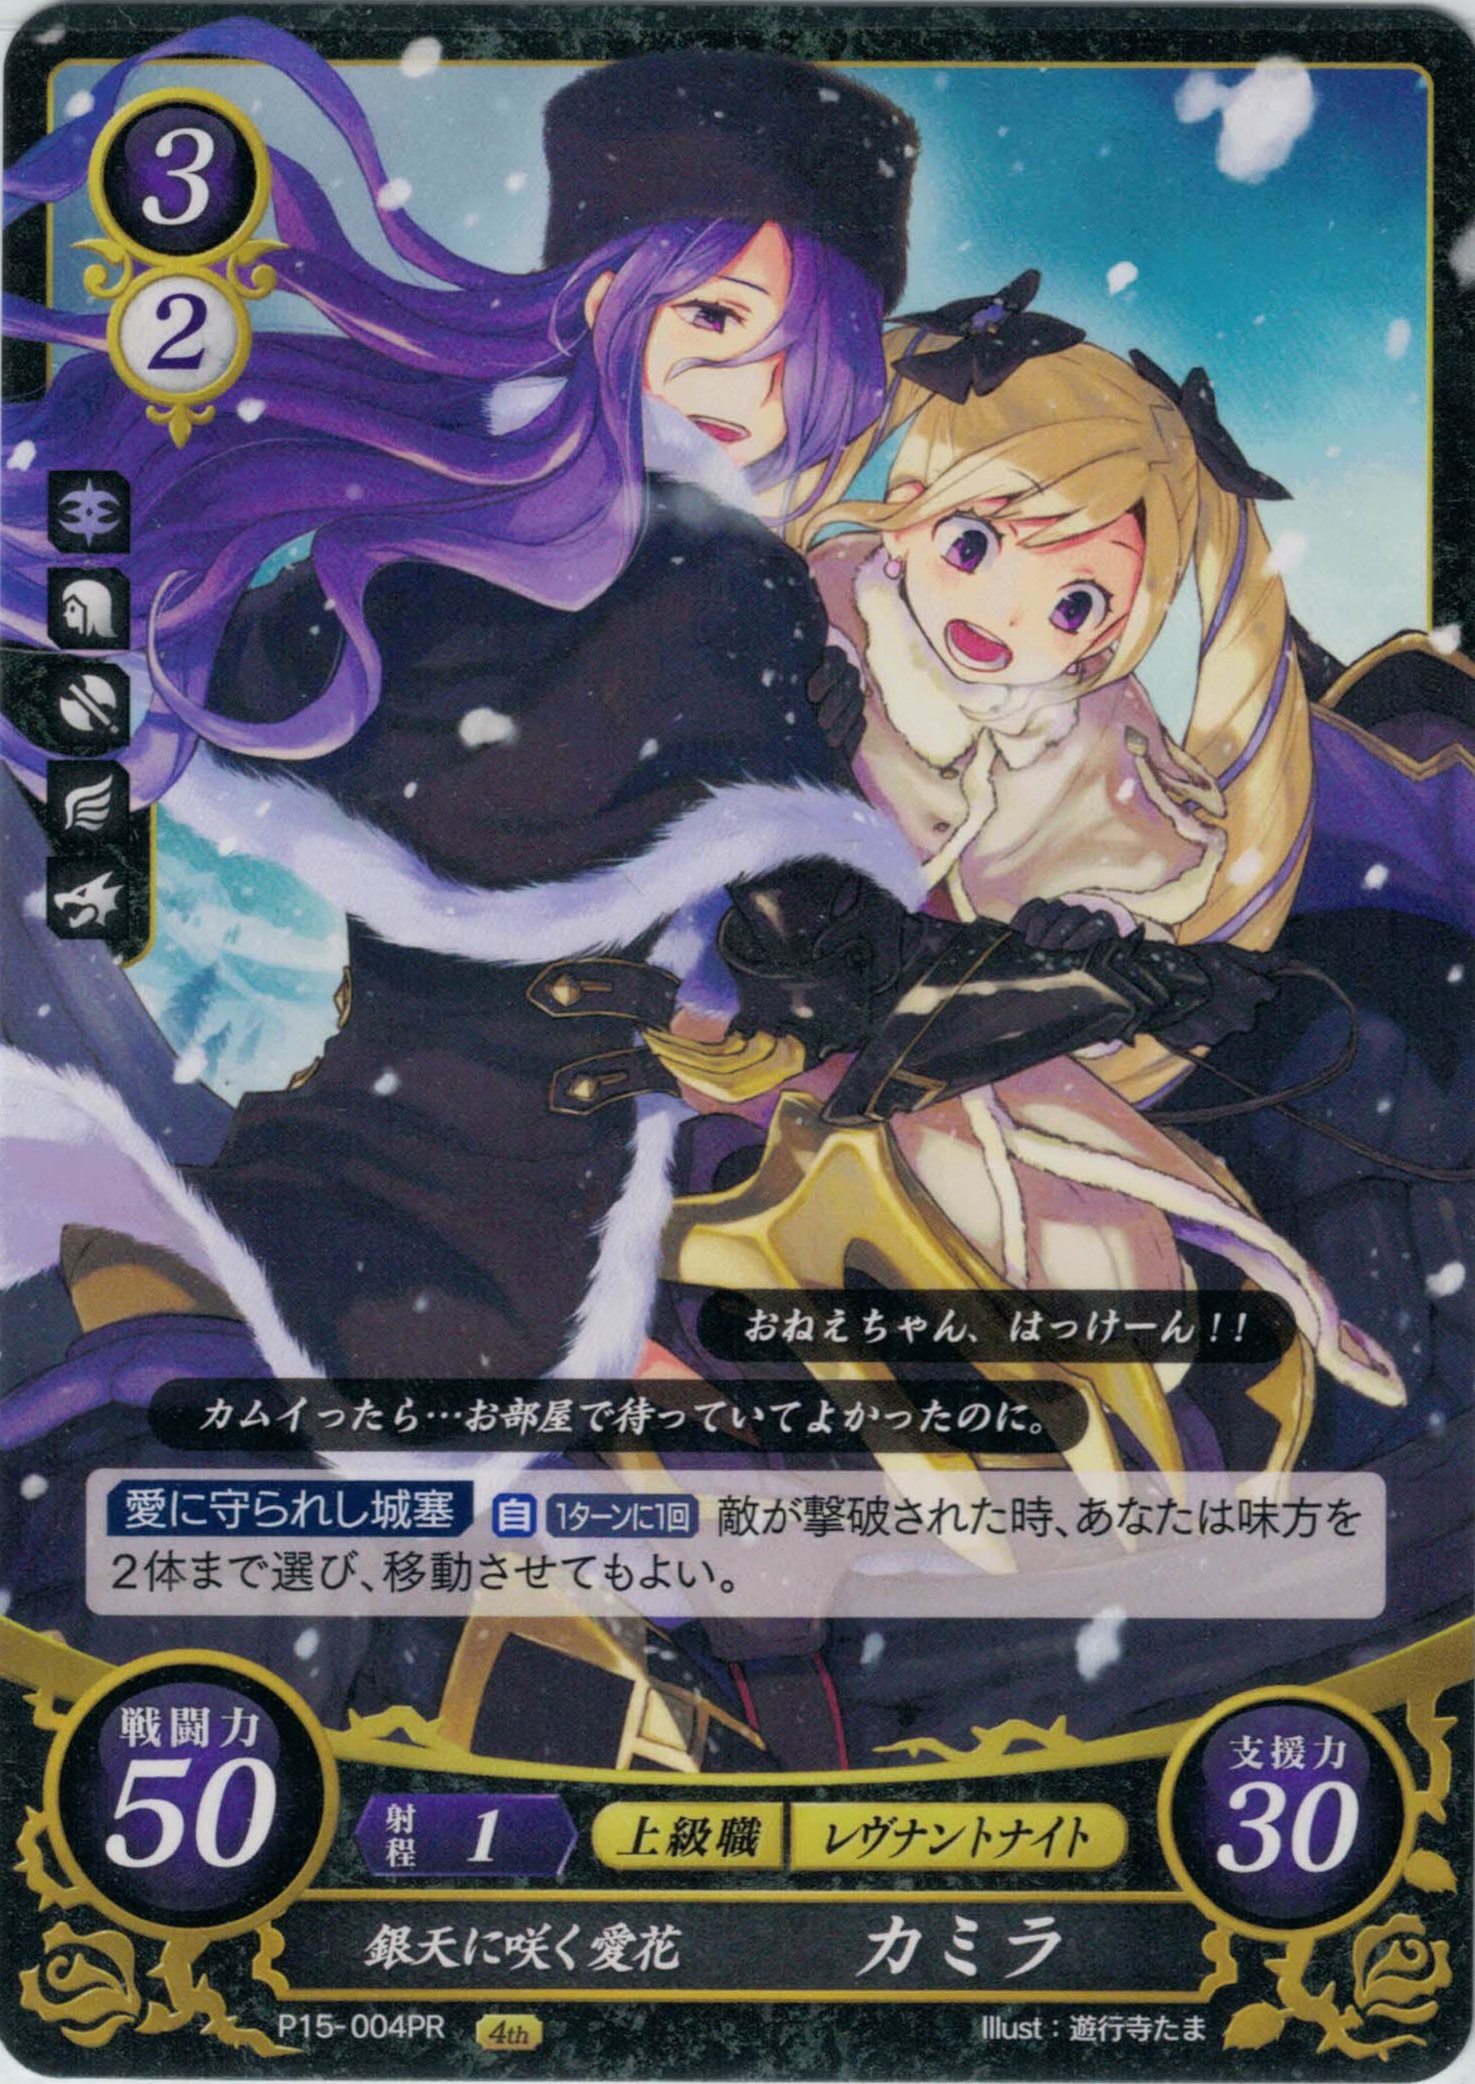 3
2
おねえちゃん、はっけーん!!
カムイったら…お部屋で待っていてよかったのに。
愛に守られし城塞 自 1ターンに1回 敵が撃破された時、あなたは味方を
2体まで選び、移動させてもよい。
戦闘力
50
射程 1
上級職 レヴナントナイト
支援力
30
銀天に咲く愛花 カミラ
P15-004PR 4th Illust:遊行寺たま